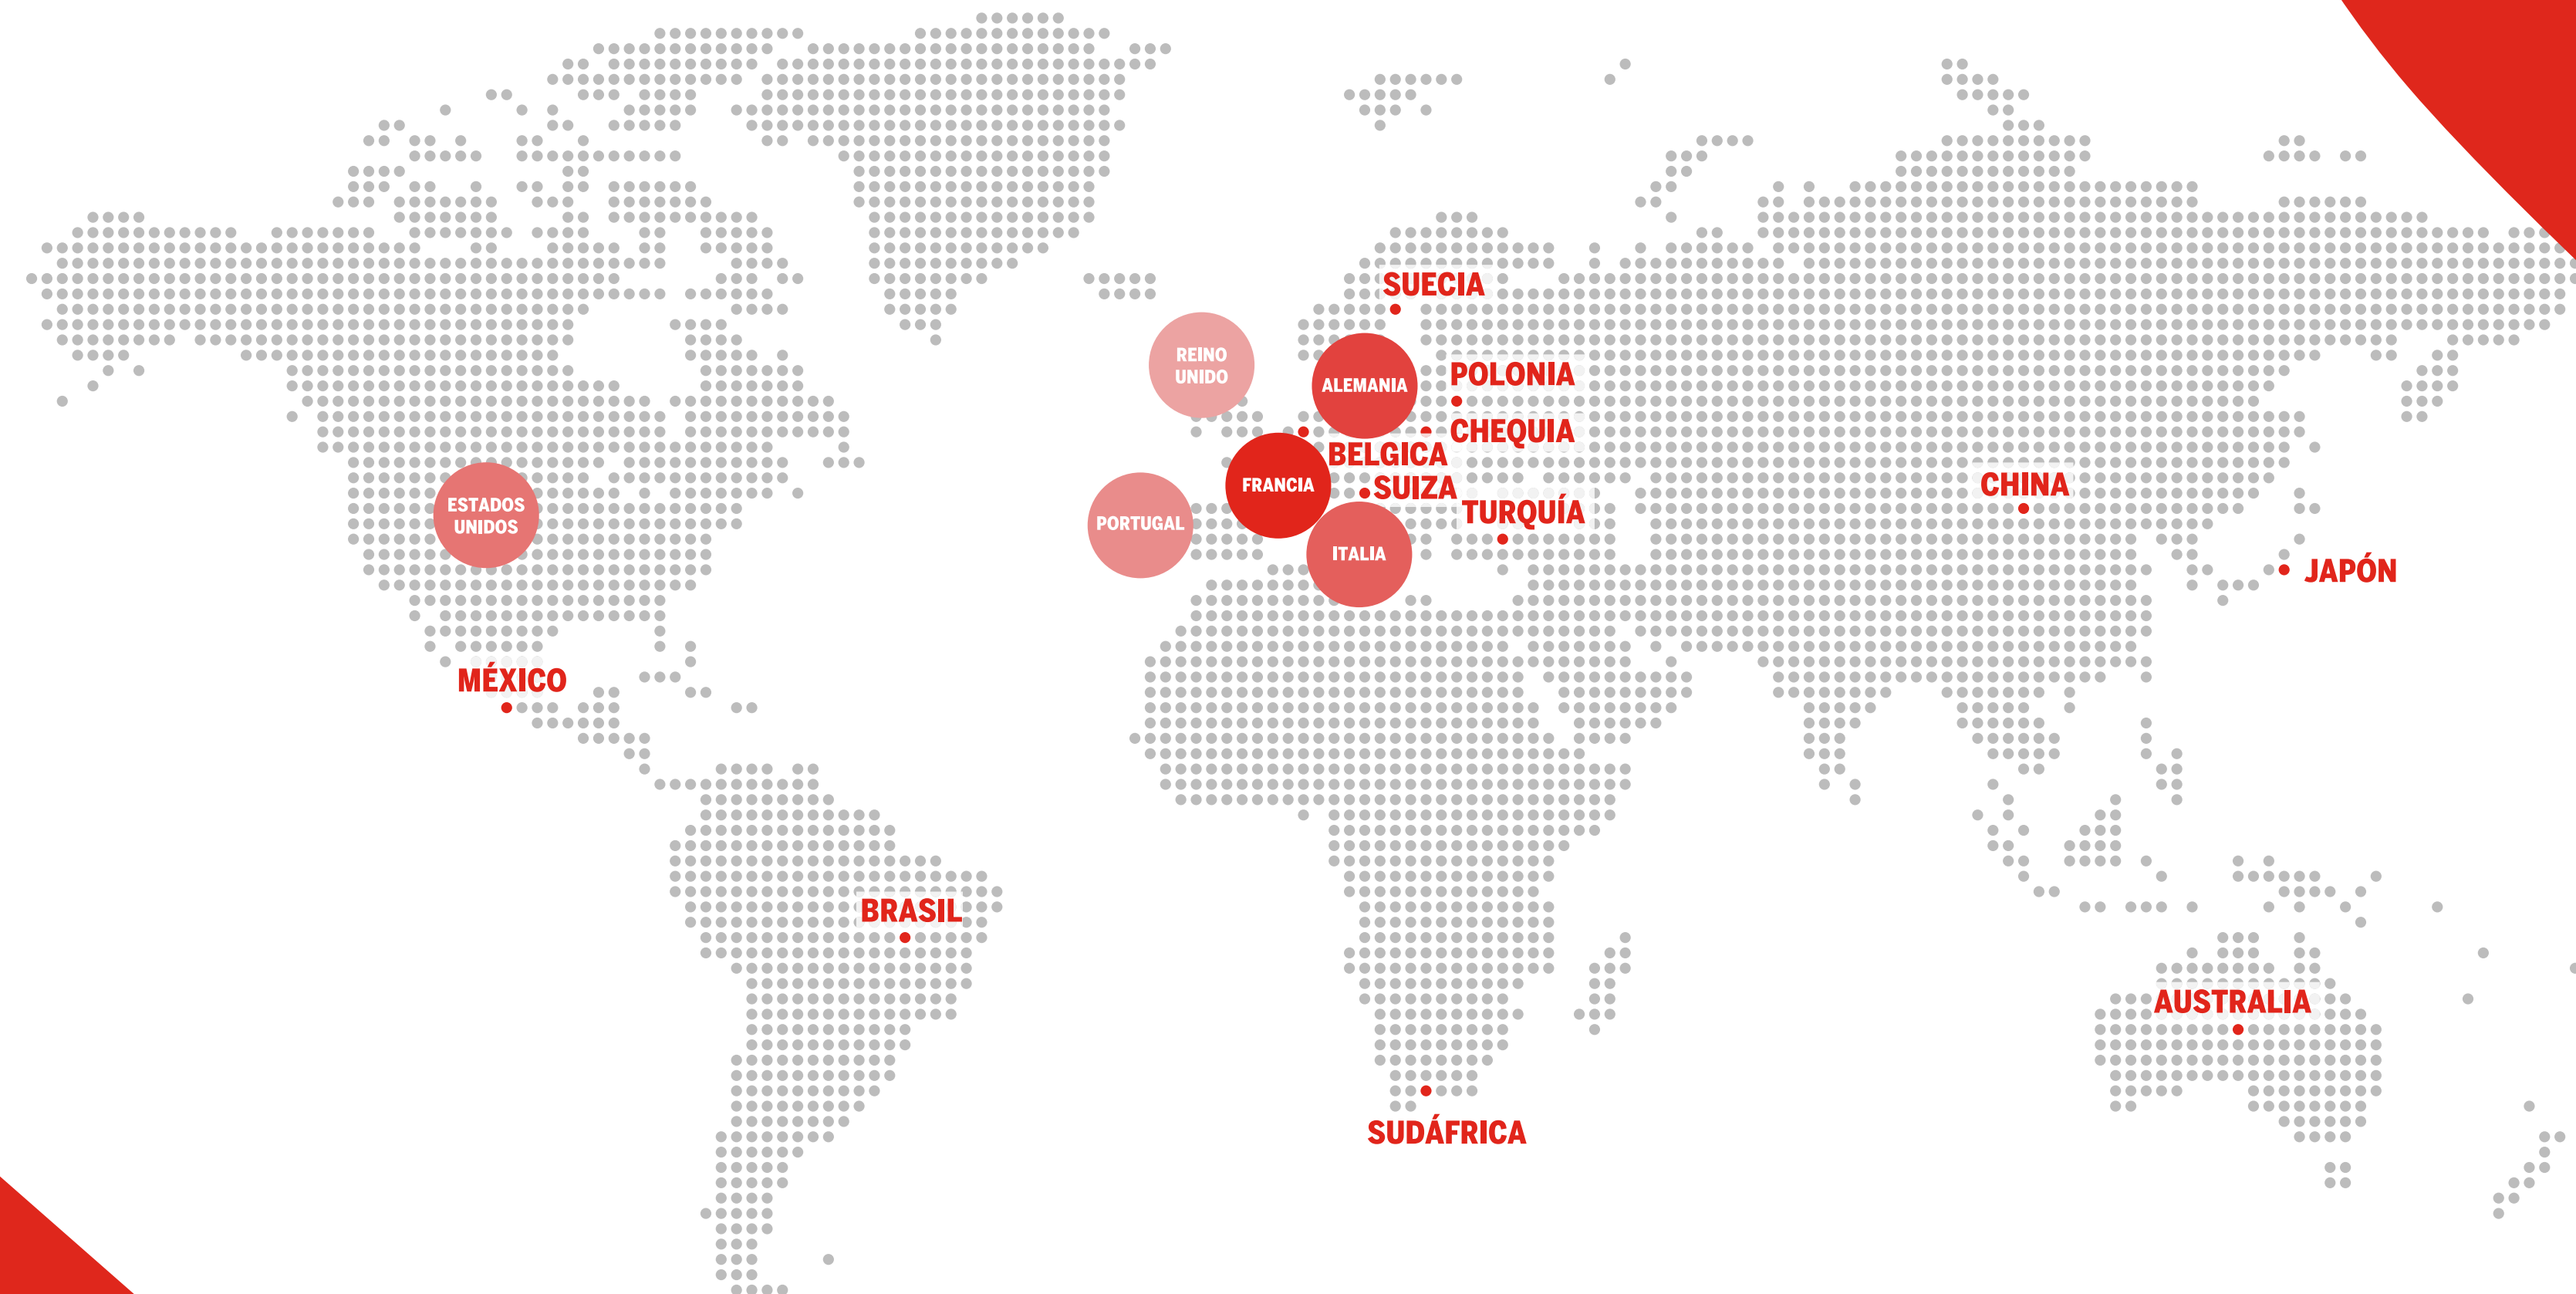 SUECIA
REINO
UNIDO
ALEMANIA
POLONIA
CHEQUIA
BELGICA
FRANCIA
SUIZA
CHINA
ESTADOS
UNIDOS
PORTUGAL
TURQUÍA
ITALIA
JAPÓN
MÉXICO
BRASIL
AUSTRALIA
SUDÁFRICA